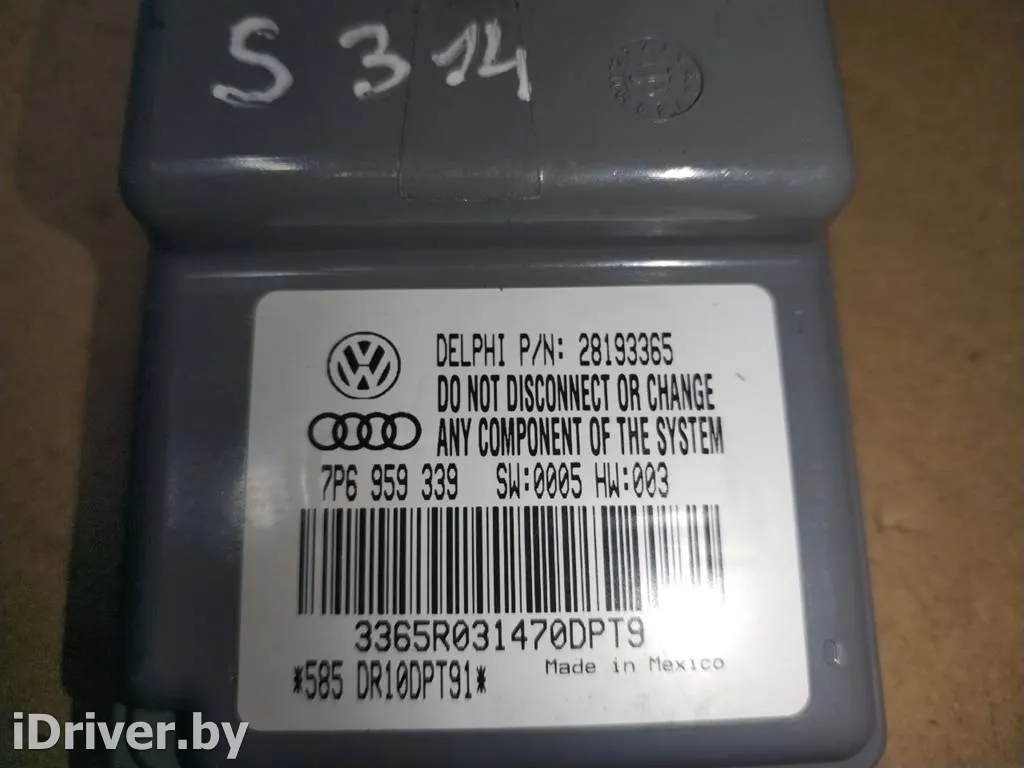 S 314
DELPHI P/N: 28193365
DO NOT DISCONNECT OR CHANGE
ANY COMPONENT OF THE SYSTEM
7P6 959 339 SW:0005 HW:003
3365R031470DPT9
Made in Mexico
*585 DR10DPT91*
iDriver.by